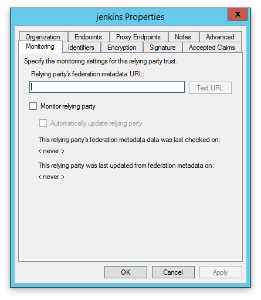 jenkins Properties
x
Organization Endpoints Proxy Endpoints Notes Advanced
Monitoring Identifiers Encryption Signature Accepted Claims
Specify the monitoring settings for this relying party trust.
Relying party's federation metadata URL:
Test URL
Monitor relying party
Automatically update relying party
This relying party's federation metadata data was last checked on:
< never >
This relying party was last updated from federation metadata on:
< never >
OK Cancel Apply